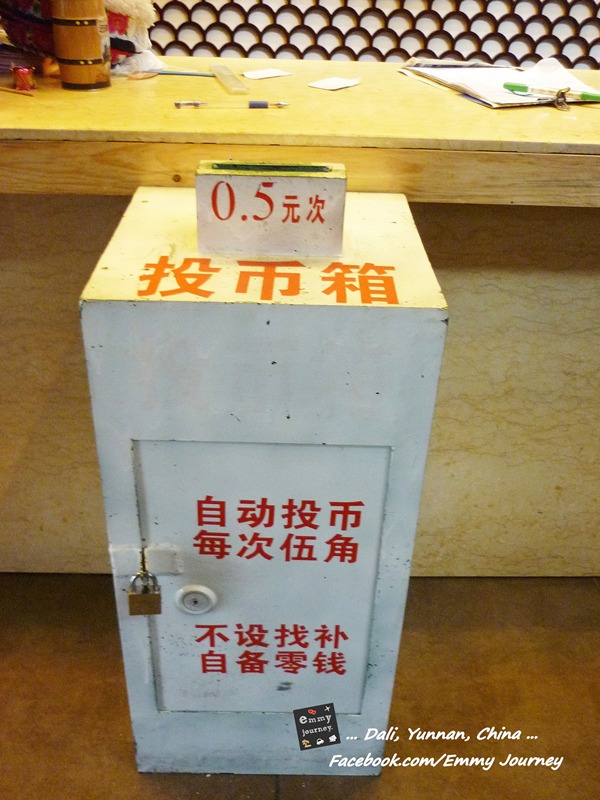 0.5元次
投币箱
自动投币
每次伍角
不设找补
自备零钱
emmy
journey.
... Dali, Yunnan, China ...
Facebook.com/Emmy Journey